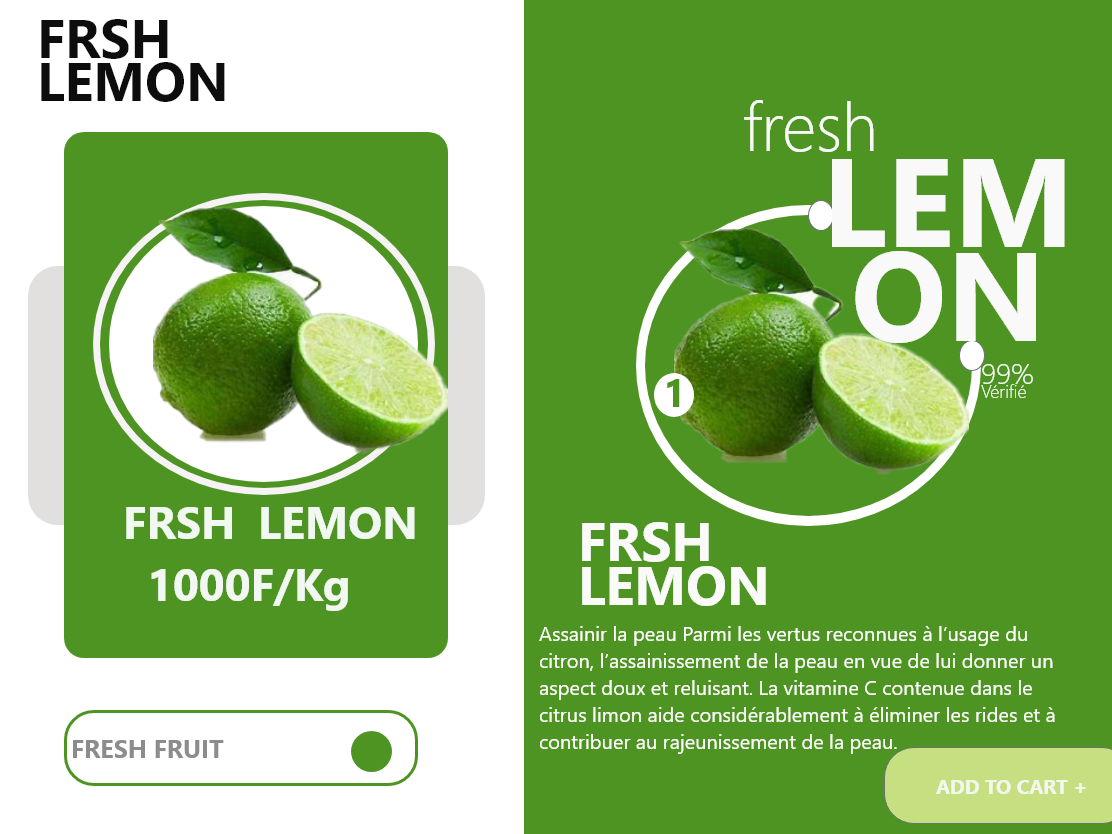 FRSH
LEMON
FRSH LEMON
1000F/Kg
FRESH FRUIT
fresh
LEM
ON
1
99%
Vérifié
FRSH
LEMON
Assainir la peau Parmi les vertus reconnues à l’usage du
citron, l’assainissement de la peau en vue de lui donner un
aspect doux et reluisant. La vitamine C contenue dans le
citrus limon aide considérablement à éliminer les rides et à
contribuer au rajeunissement de la peau.
ADD TO CART +